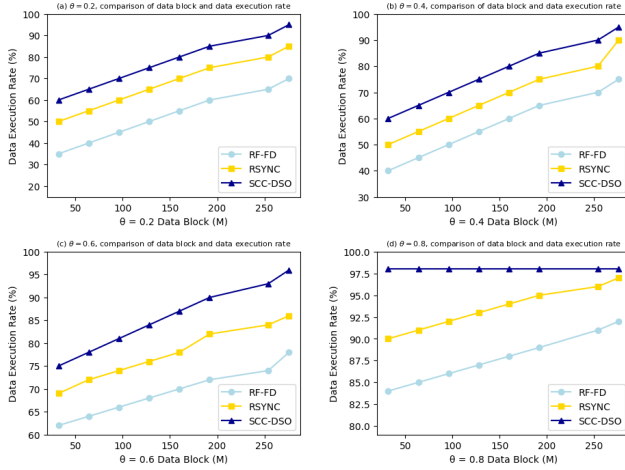 (a) θ = 0.2, comparison of data block and data execution rate
100
90
80
70
60
50
40
30
20
Data Execution Rate (%)
RF-FD
RSYNC
SCC-DSO
50 100 150 200 250
θ = 0.2 Data Block (M)
(b) θ = 0.4, comparison of data block and data execution rate
100
90
80
70
60
50
40
30
Data Execution Rate (%)
RF-FD
RSYNC
SCC-DSO
50 100 150 200 250
θ = 0.4 Data Block (M)
(c) θ = 0.6, comparison of data block and data execution rate
100
95
90
85
80
75
70
65
60
Data Execution Rate (%)
RF-FD
RSYNC
SCC-DSO
50 100 150 200 250
θ = 0.6 Data Block (M)
(d) θ = 0.8, comparison of data block and data execution rate
100.0
97.5
95.0
92.5
90.0
87.5
85.0
82.5
80.0
Data Execution Rate (%)
RF-FD
RSYNC
SCC-DSO
50 100 150 200 250
θ = 0.8 Data Block (M)